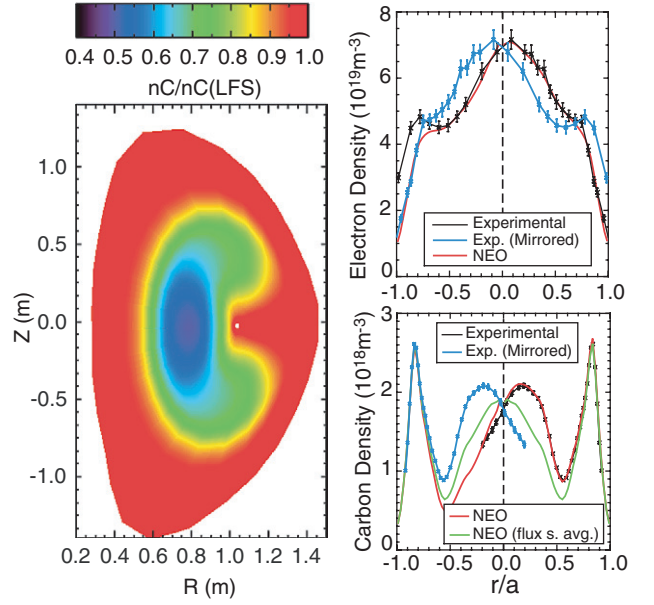 0.4 0.5 0.6 0.7 0.8 0.9 1.0
nC/nC(LFS)
1.0
0.5
0.0
-0.5
-1.0
Z (m)
0.2 0.4 0.6 0.8 1.0 1.2 1.4
R (m)
8
6
4
2
0
Electron Density (10¹⁹m-3)
Experimental
Exp. (Mirrored)
NEO
-1.0 -0.5 0.0 0.5 1.0
3
2
1
0
Carbon Density (10¹⁸m-3)
Experimental
Exp. (Mirrored)
NEO
NEO (flux s. avg.)
-1.0 -0.5 0.0 0.5 1.0
r/a